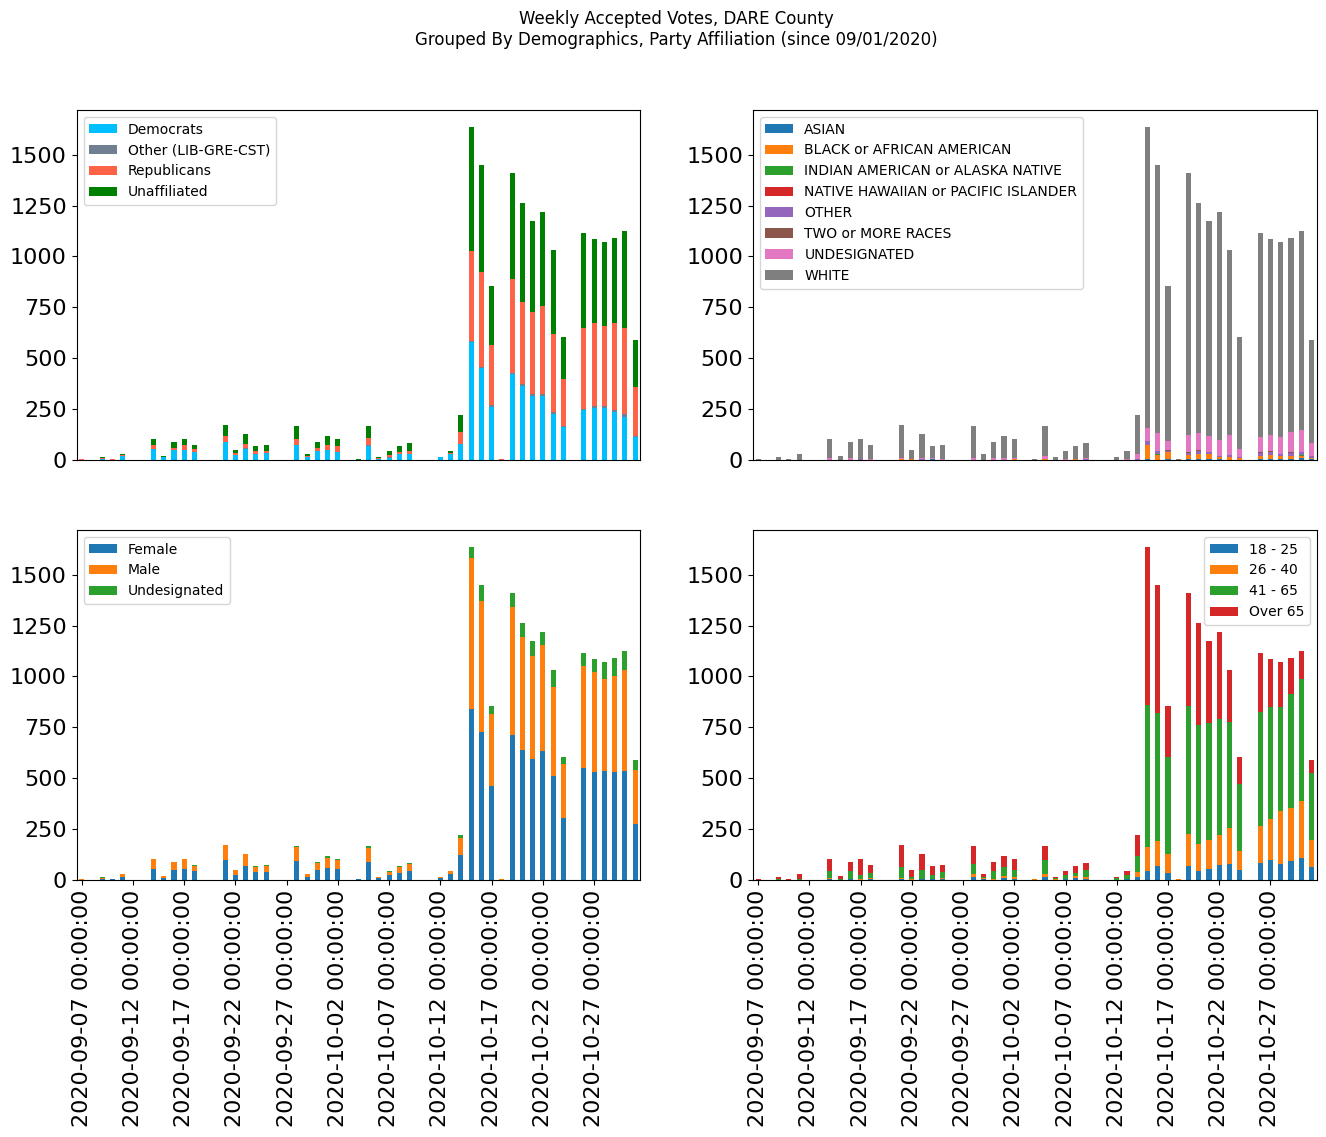 Weekly Accepted Votes, DARE County
Grouped By Demographics, Party Affiliation (since 09/01/2020)
Democrats
Other (LIB-GRE-CST)
Republicans
Unaffiliated
1500
1250
1000
750
500
250
0
ASIAN
BLACK or AFRICAN AMERICAN
INDIAN AMERICAN or ALASKA NATIVE
NATIVE HAWAIIAN or PACIFIC ISLANDER
OTHER
TWO or MORE RACES
UNDESIGNATED
WHITE
1500
1250
1000
750
500
250
0
Female
Male
Undesignated
1500
1250
1000
750
500
250
0
2020-09-07 00:00:00
2020-09-12 00:00:00
2020-09-17 00:00:00
2020-09-22 00:00:00
2020-09-27 00:00:00
2020-10-02 00:00:00
2020-10-07 00:00:00
2020-10-12 00:00:00
2020-10-17 00:00:00
2020-10-22 00:00:00
2020-10-27 00:00:00
18 - 25
26 - 40
41 - 65
Over 65
1500
1250
1000
750
500
250
0
2020-09-07 00:00:00
2020-09-12 00:00:00
2020-09-17 00:00:00
2020-09-22 00:00:00
2020-09-27 00:00:00
2020-10-02 00:00:00
2020-10-07 00:00:00
2020-10-12 00:00:00
2020-10-17 00:00:00
2020-10-22 00:00:00
2020-10-27 00:00:00